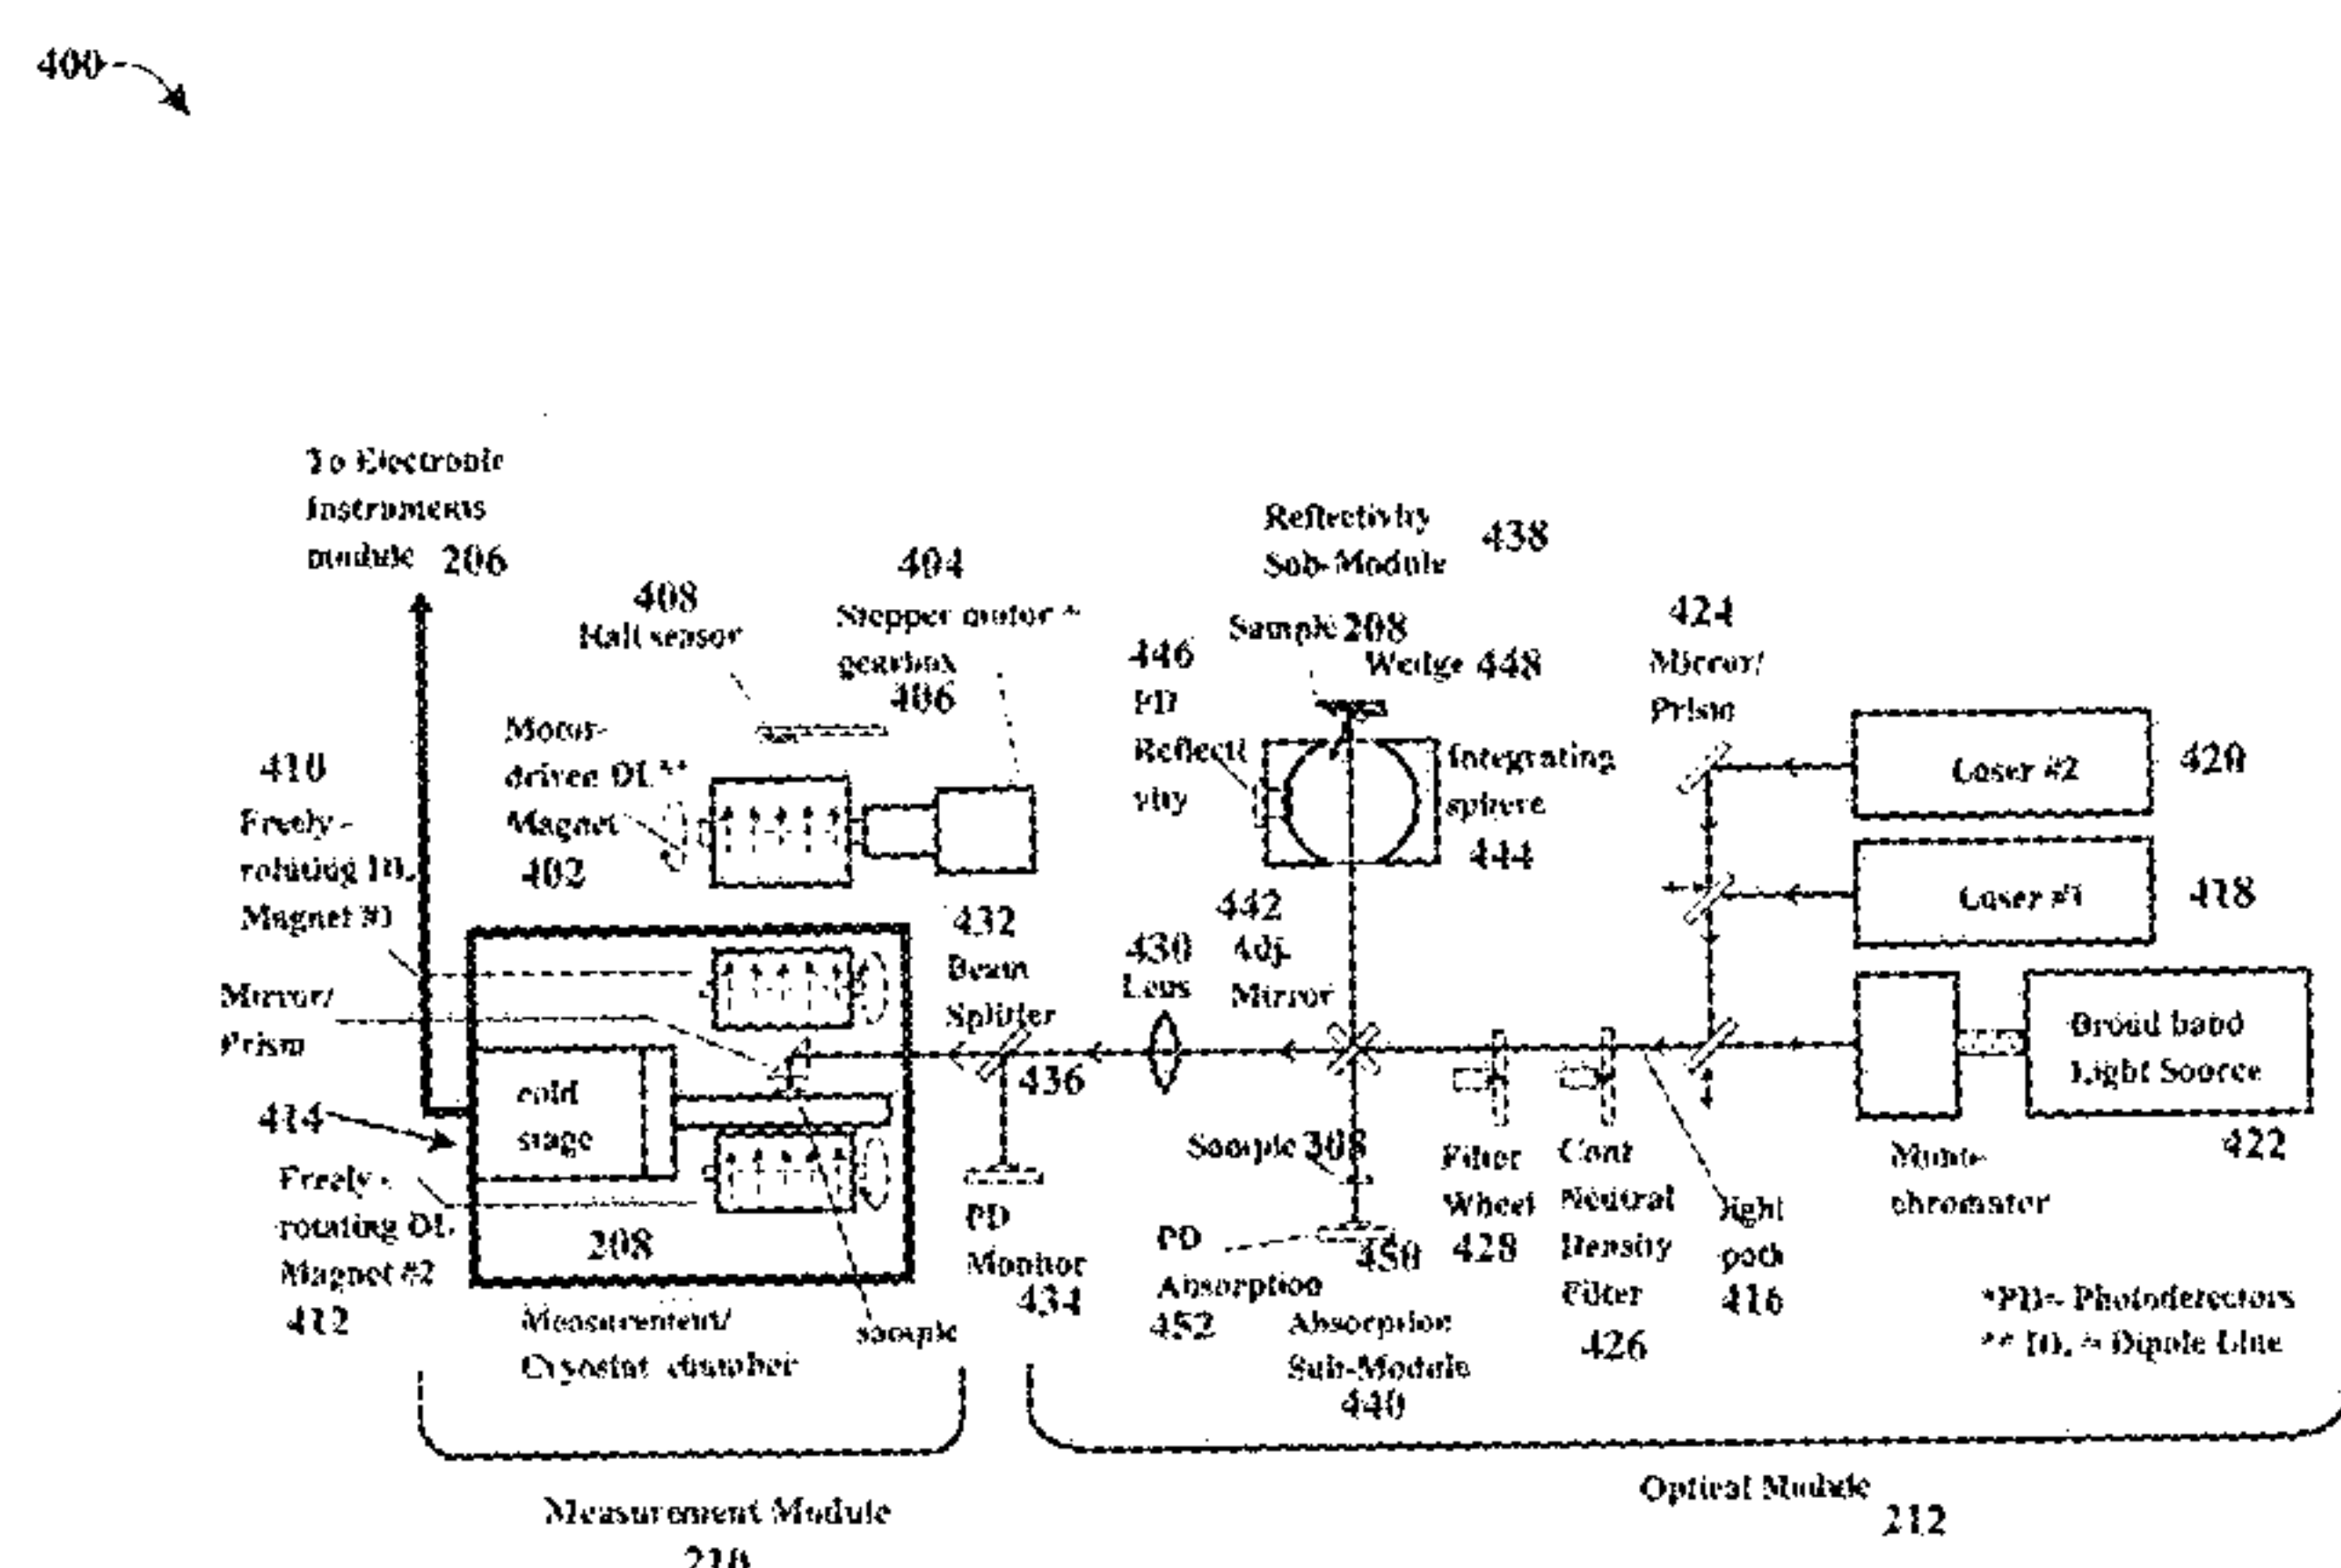 400
To Electronic
Instruments
module 206
408
Hall sensor
404
Stepper motor +
gearbox
406
Motor-
driven DL**
Magnet
402
410
Freely -
rotating DL
Magnet #1
Mirror/
Prism
414
cold
stage
Freely -
rotating DL
Magnet #2
412
208
Measurement/
Cryostat chamber
sample
432
Beam
Splitter
436
PD
Monitor
434
430
Lens
442
Adj.
Mirror
Reflectivity
Sub-Module 438
Sample 208
Wedge 448
446
PD
Reflecti
vity
Integrating
sphere
444
Sample 308
450
PD
Absorption
452
Absorption
Sub-Module
440
Filter
Wheel
428
Cont
Neutral
Density
Filter
426
light
path
416
424
Mirror/
Prism
Laser #2
420
Laser #1
418
Broad band
Light Source
422
Mono-
chromator
*PD= Photodetectors
** DL = Dipole Line
Measurement Module
210
Optical Module
212